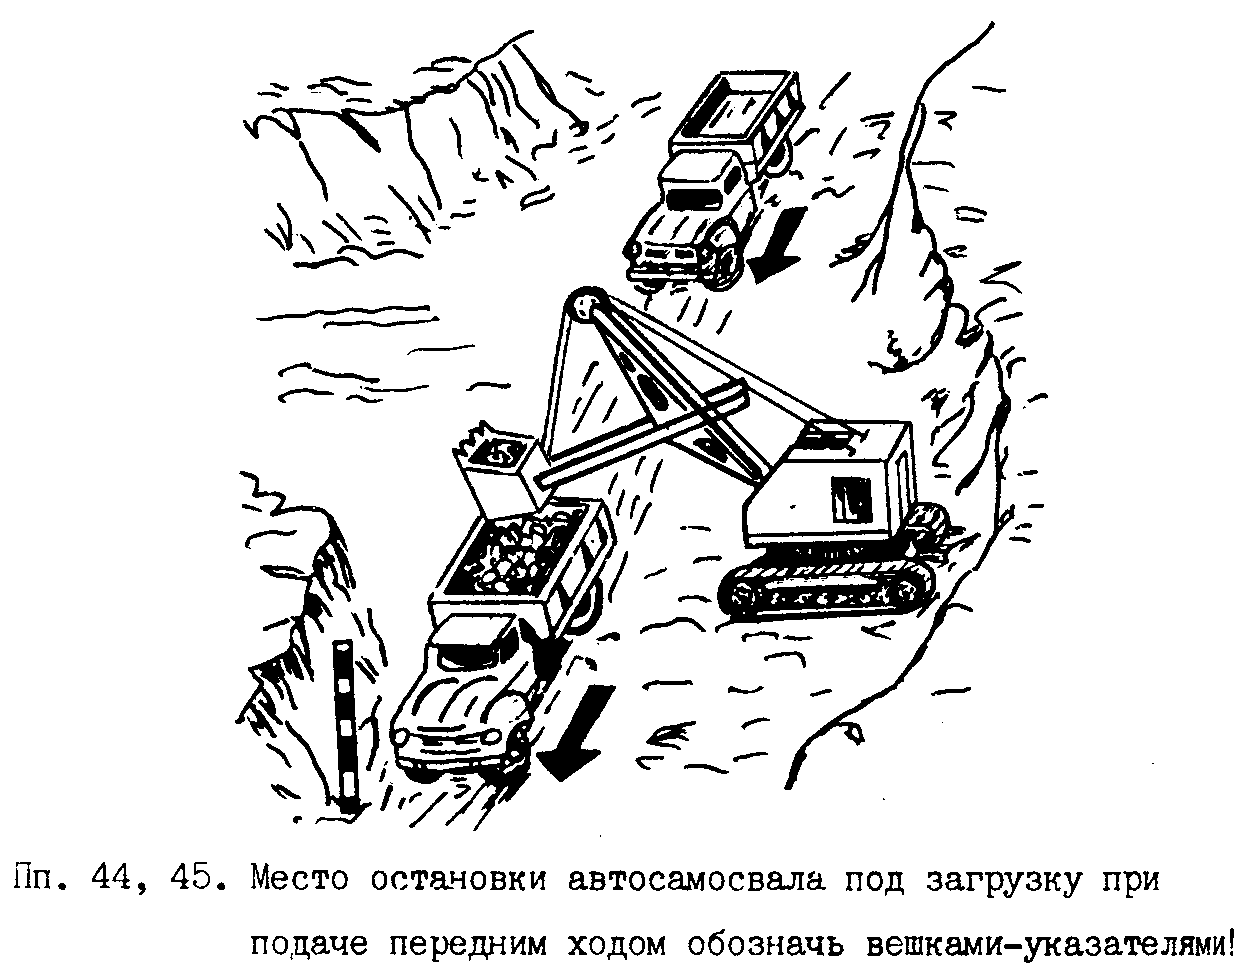 Пп. 44, 45. Место остановки автосамосвала под загрузку при
подаче передним ходом обозначь вешками-указателями!